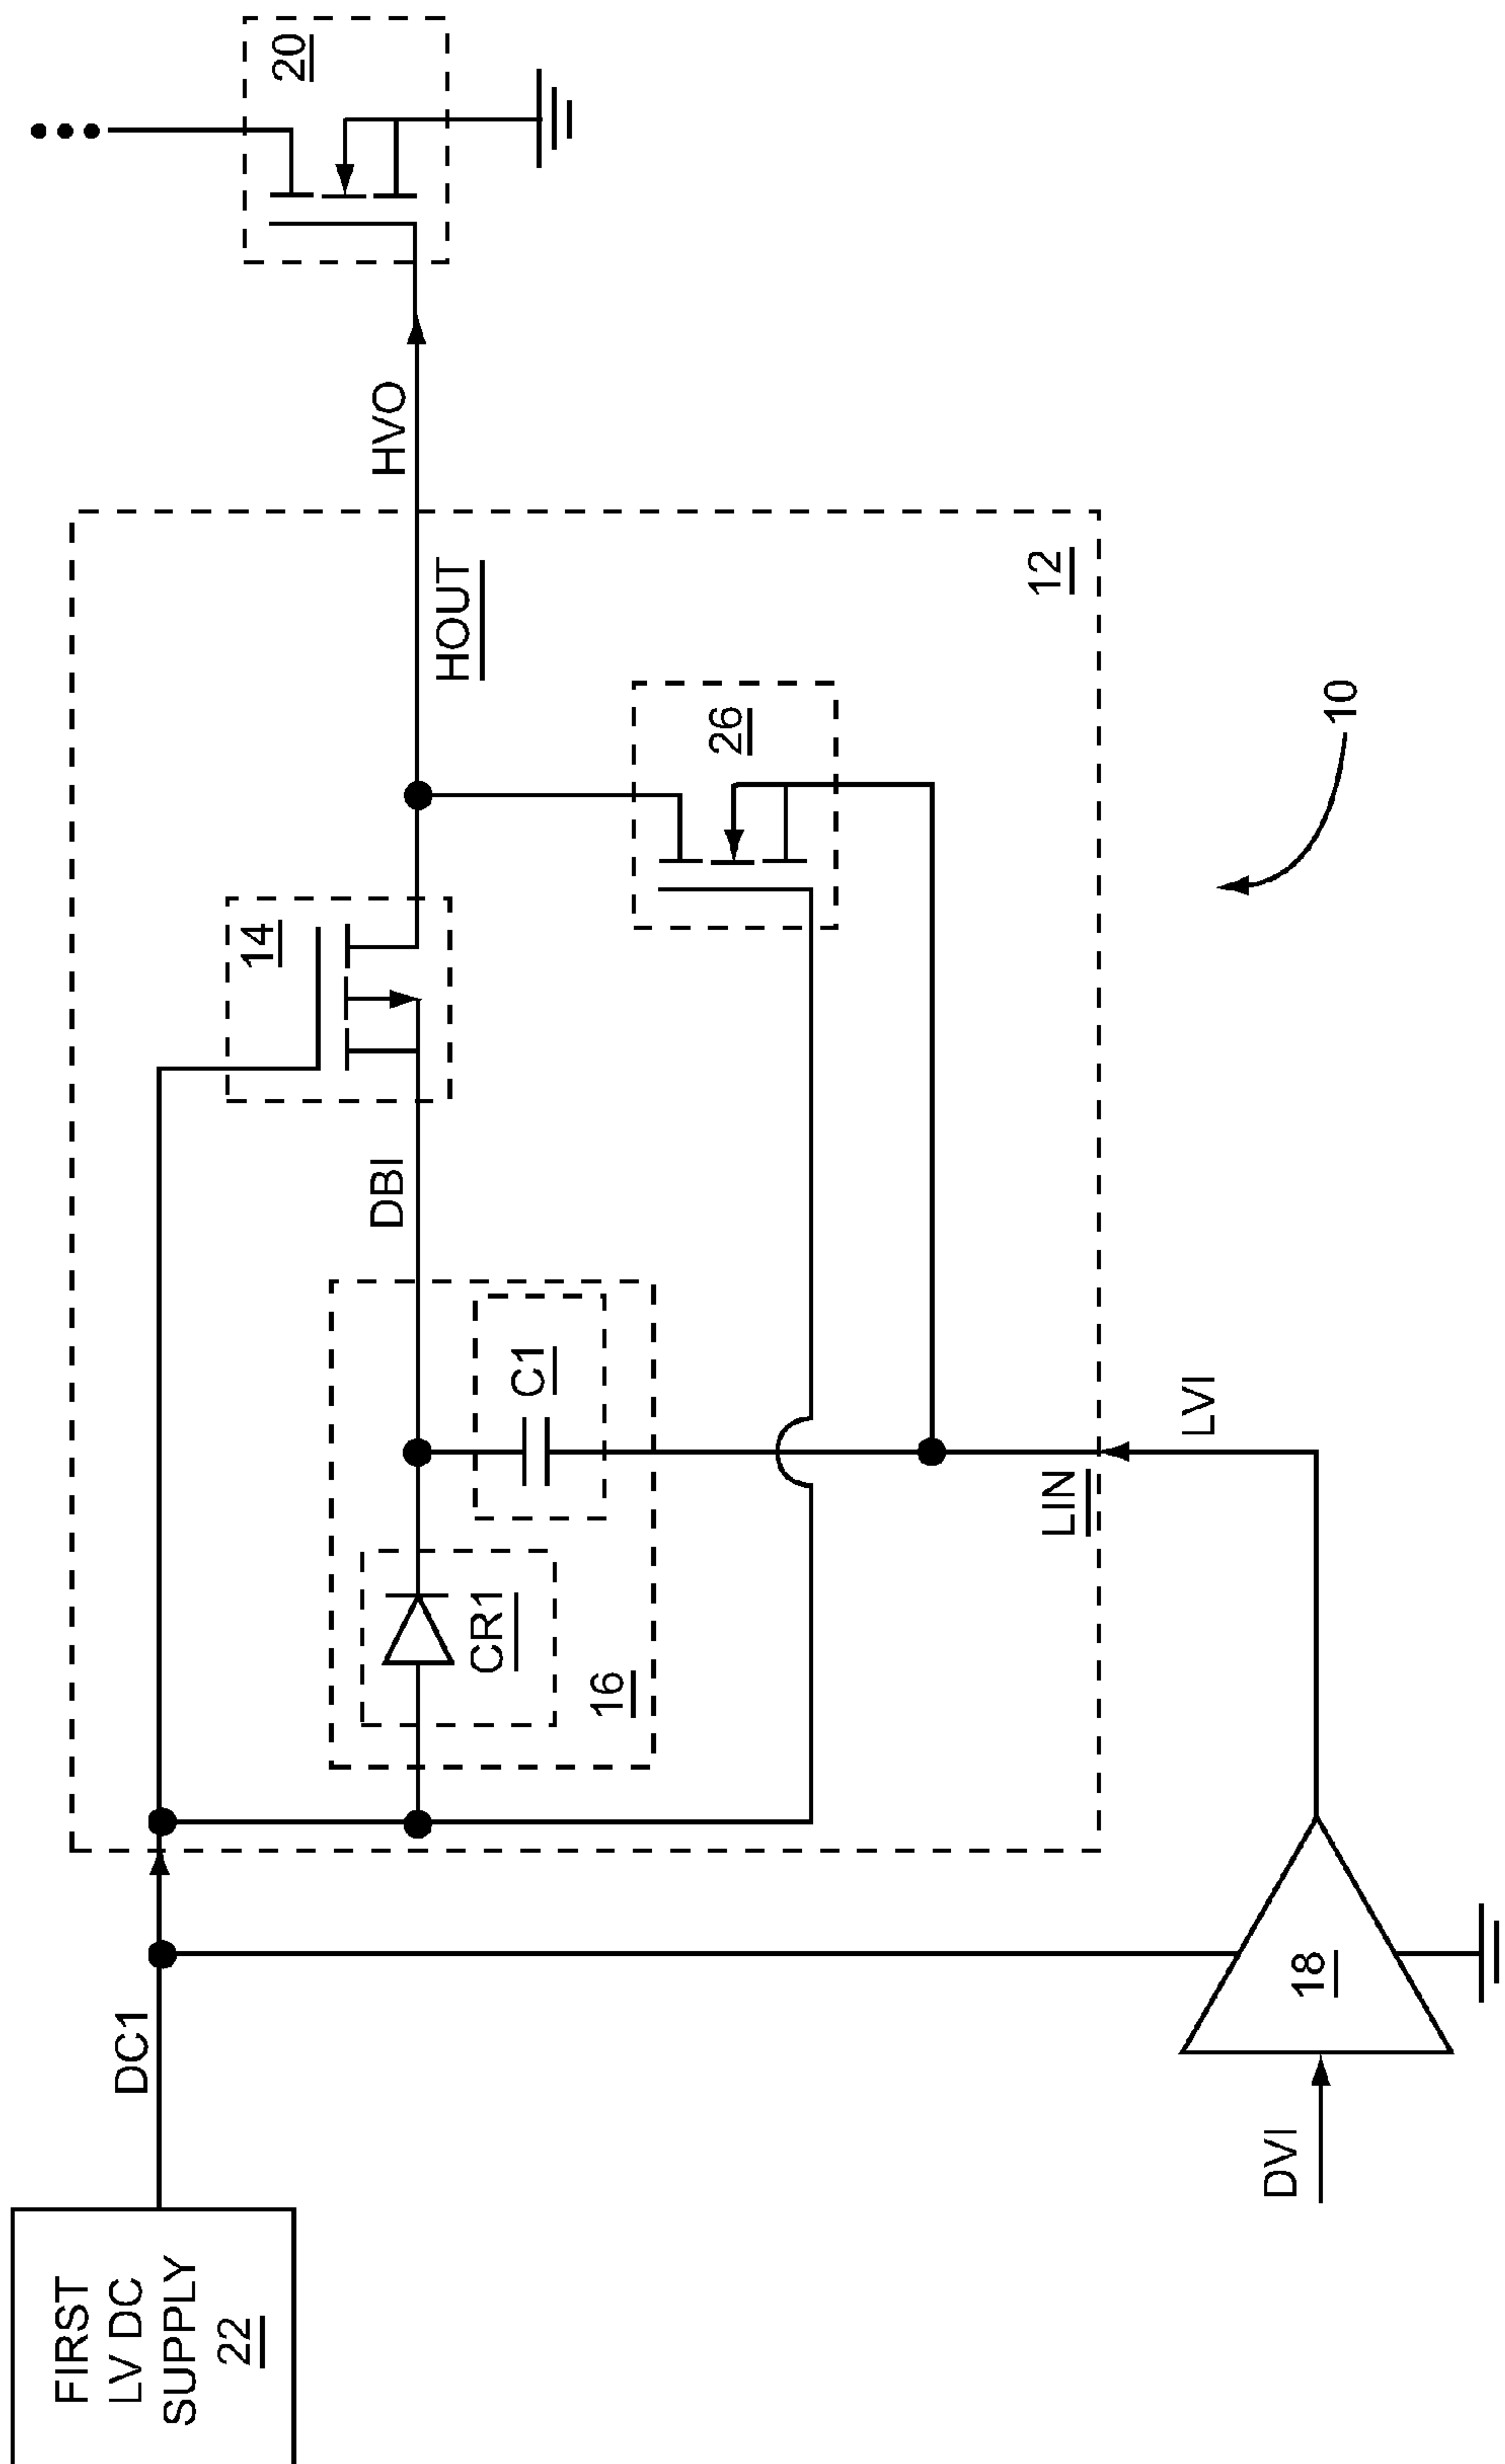 FIRST
LV DC
SUPPLY
22
DC1
DVI
18
LVI
LIN
16
CR1
C1
DBI
14
26
HOUT
HVO
12
10
20